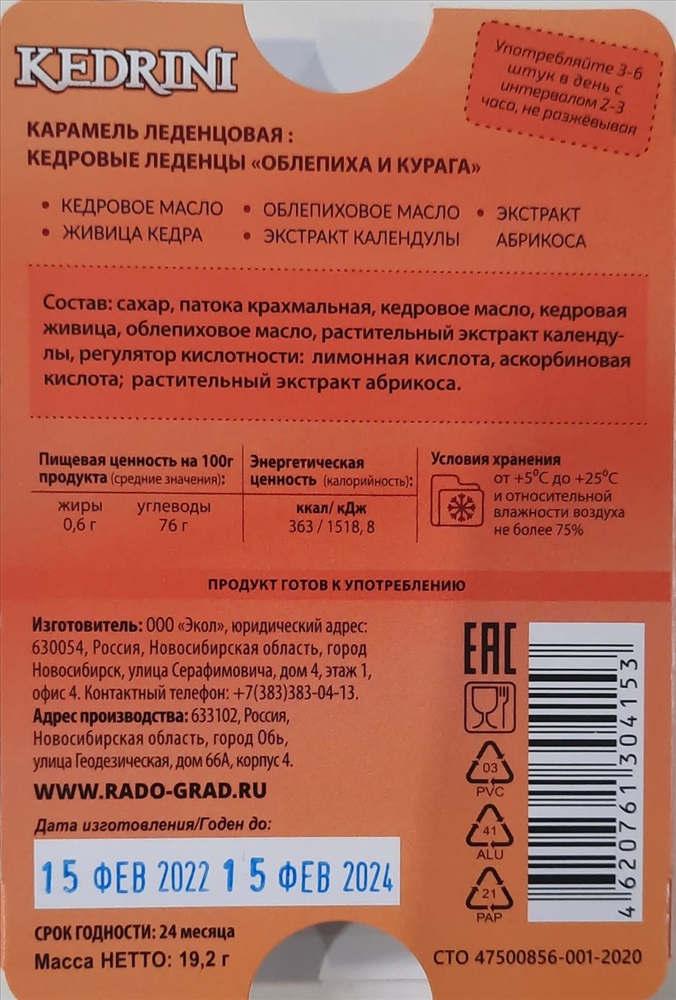 KEDRINI
Употребляйте 3-6
штук в день с
интервалом 2-3
часа, не разжёвывая
КАРАМЕЛЬ ЛЕДЕНЦОВАЯ :
КЕДРОВЫЕ ЛЕДЕНЦЫ «ОБЛЕПИХА И КУРАГА»
• КЕДРОВОЕ МАСЛО • ОБЛЕПИХОВОЕ МАСЛО • ЭКСТРАКТ
• ЖИВИЦА КЕДРА • ЭКСТРАКТ КАЛЕНДУЛЫ АБРИКОСА
Состав: сахар, патока крахмальная, кедровое масло, кедровая
живица, облепиховое масло, растительный экстракт календу-
лы, регулятор кислотности: лимонная кислота, аскорбиновая
кислота; растительный экстракт абрикоса.
Пищевая ценность на 100г
продукта (средние значения):
жиры углеводы
0,6 г 76 г
Энергетическая
ценность (калорийность):
ккал/ кДж
363 / 1518, 8
Условия хранения
от +5⁰С до +25⁰С
и относительной
влажности воздуха
не более 75%
ПРОДУКТ ГОТОВ К УПОТРЕБЛЕНИЮ
Изготовитель: ООО «Экол», юридический адрес:
630054, Россия, Новосибирская область, город
Новосибирск, улица Серафимовича, дом 4, этаж 1,
офис 4. Контактный телефон: +7(383)383-04-13.
Адрес производства: 633102, Россия,
Новосибирская область, город Обь,
улица Геодезическая, дом 66А, корпус 4.
WWW.RADO-GRAD.RU
Дата изготовления/Годен до:
15 ФЕВ 2022 15 ФЕВ 2024
СРОК ГОДНОСТИ: 24 месяца
Масса НЕТТО: 19,2 г
EAC
03
PVC
41
ALU
21
PAP
4 620761 304153
СТО 47500856-001-2020